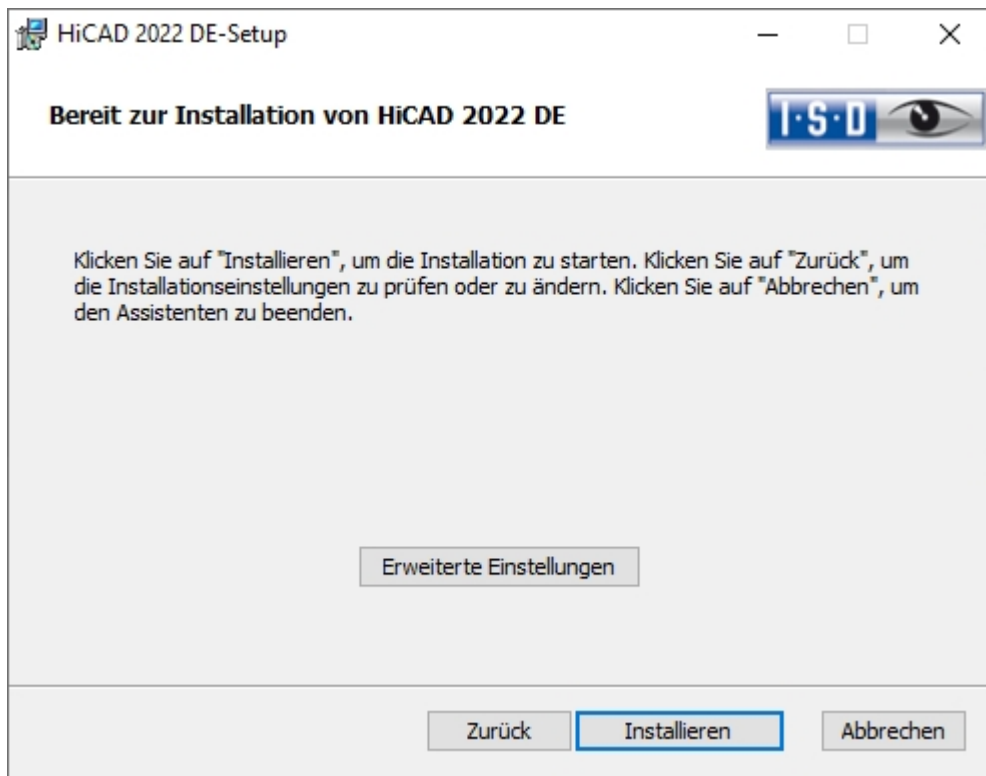 HiCAD 2022 DE-Setup
Bereit zur Installation von HiCAD 2022 DE
I·S·D
Klicken Sie auf "Installieren", um die Installation zu starten. Klicken Sie auf "Zurück", um
die Installationseinstellungen zu prüfen oder zu ändern. Klicken Sie auf "Abbrechen", um
den Assistenten zu beenden.
Erweiterte Einstellungen
Zurück
Installieren
Abbrechen